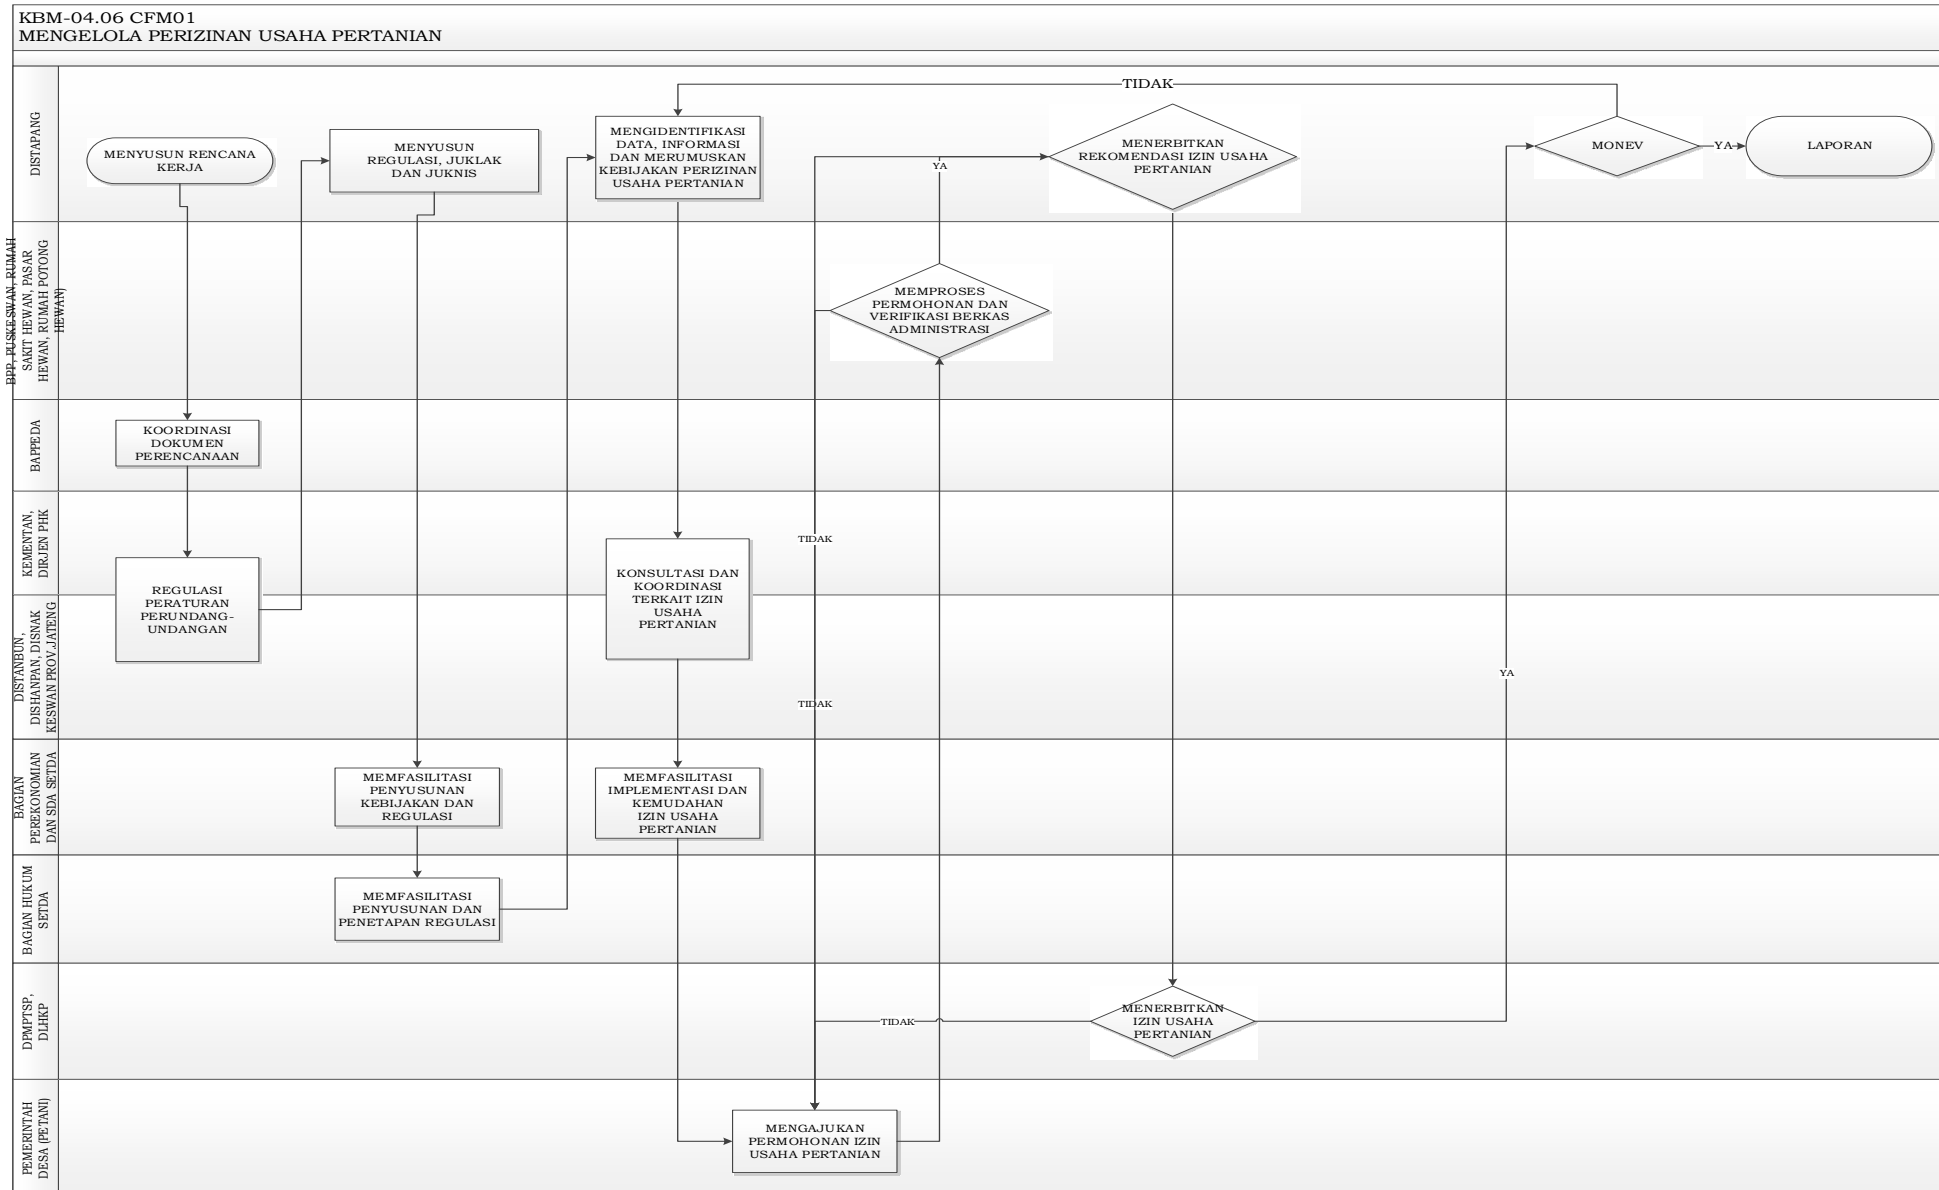 KBM-04.06 CFM01
MENGELOLA PERIZINAN USAHA PERTANIAN
DISTAPANG
MENYUSUN RENCANA
KERJA
MENYUSUN
REGULASI, JUKLAK
DAN JUKNIS
MENGIDENTIFIKASI
DATA, INFORMASI
DAN MERUMUSKAN
KEBIJAKAN PERIZINAN
USAHA PERTANIAN
TIDAK
MENERBITKAN
REKOMENDASI IZIN USAHA
PERTANIAN
MONEV
YA
LAPORAN
YA
BPP, PUSKESWAN, RUMAH
SAKIT HEWAN, PASAR
HEWAN, RUMAH POTONG
HEWAN)
MEMPROSES
PERMOHONAN DAN
VERIFIKASI BERKAS
ADMINISTRASI
BAPPEDA
KOORDINASI
DOKUMEN
PERENCANAAN
KEMENTAN,
DIRJEN PHK
TIDAK
REGULASI
PERATURAN
PERUNDANG-
UNDANGAN
KONSULTASI DAN
KOORDINASI
TERKAIT IZIN
USAHA
PERTANIAN
DISTANBUN,
DISHANPAN, DISNAK
KESWAN PROV.JATENG
TIDAK
YA
BAGIAN
PEREKONOMIAN
DAN SDA SETDA
MEMFASILITASI
PENYUSUNAN
KEBIJAKAN DAN
REGULASI
MEMFASILITASI
IMPLEMENTASI DAN
KEMUDAHAN
IZIN USAHA
PERTANIAN
BAGIAN HUKUM
SETDA
MEMFASILITASI
PENYUSUNAN DAN
PENETAPAN REGULASI
DPMPTSP,
DLHKP
TIDAK
MENERBITKAN
IZIN USAHA
PERTANIAN
PEMERINTAH
DESA (PETANI)
MENGAJUKAN
PERMOHONAN IZIN
USAHA PERTANIAN